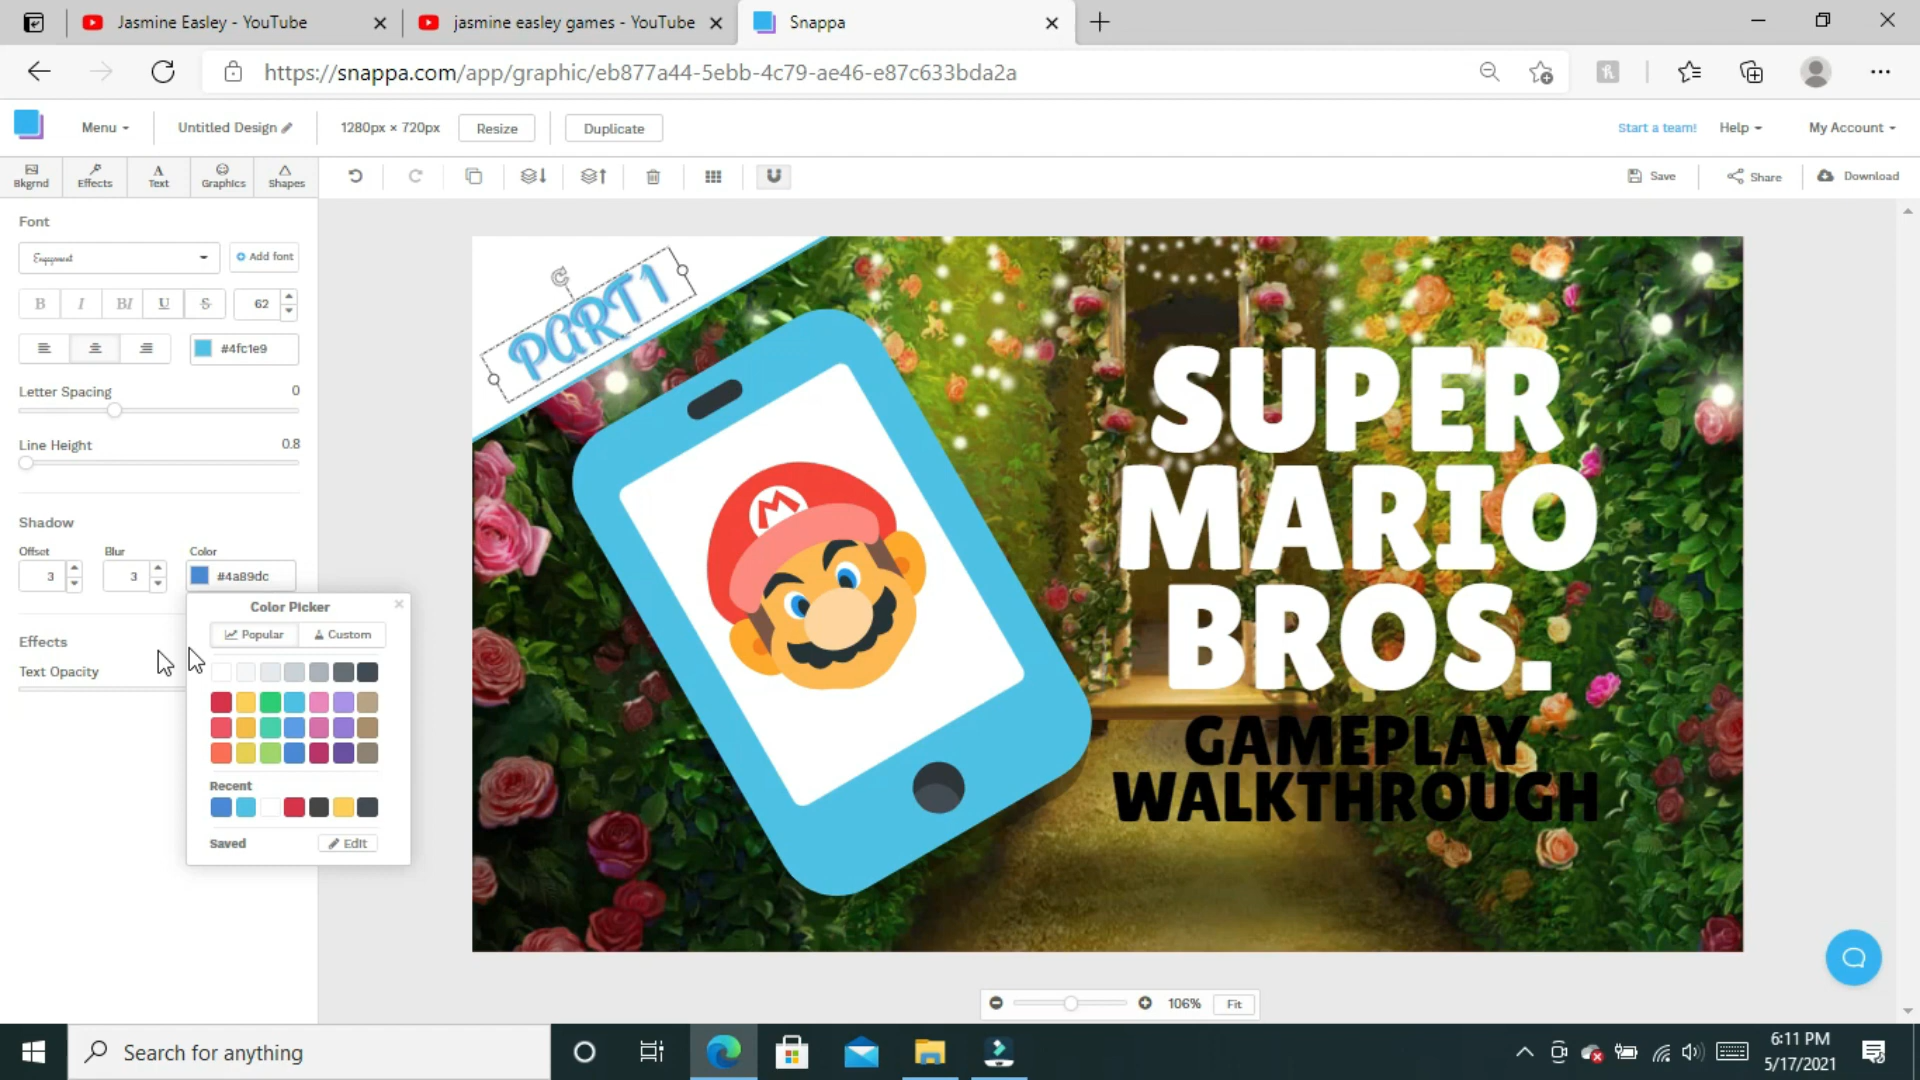 Jasmine Easley - YouTube
jasmine easley games - YouTube
Snappa
https://snappa.com/app/graphic/eb877a44-5ebb-4c79-ae46-e87c633bda2a
Menu
Untitled Design
1280px × 720px
Resize
Duplicate
Start a team!
Help
My Account
Bkgrnd
Effects
Text
Graphics
Shapes
Save
Share
Download
Font
Engagement
Add font
B
I
BI
U
S
62
#4fc1e9
Letter Spacing
0
Line Height
0.8
Shadow
Offset
Blur
Color
3
3
#4a89dc
Color Picker
Popular
Custom
Effects
Text Opacity
Recent
Saved
Edit
PART 1
M
SUPER
MARIO
BROS.
GAMEPLAY
WALKTHROUGH
106%
Fit
Search for anything
6:11 PM
5/17/2021